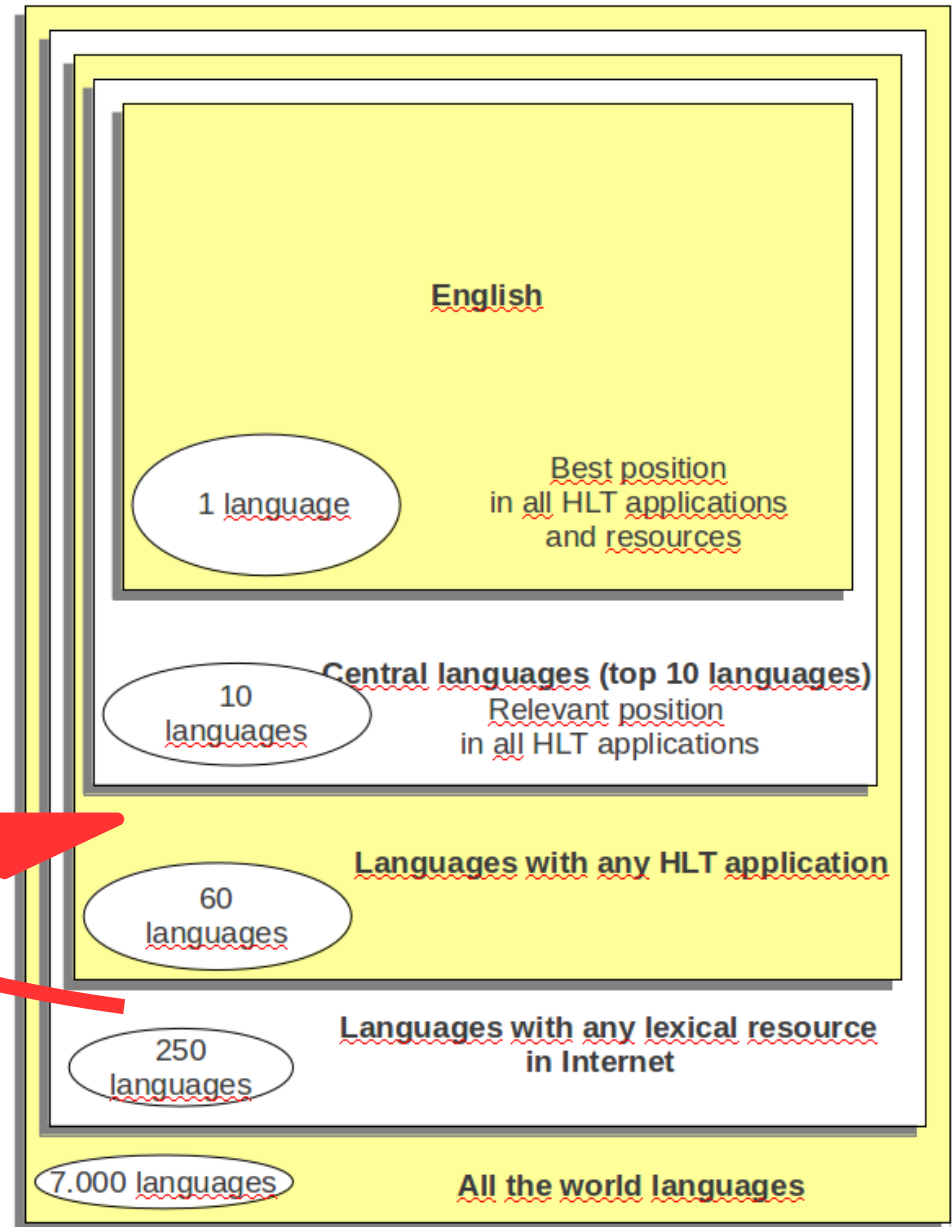 English
1 language
Best position
in all HLT applications
and resources
Central languages (top 10 languages)
10
languages
Relevant position
in all HLT applications
Languages with any HLT application
60
languages
Languages with any lexical resource
in Internet
250
languages
7.000 languages
All the world languages